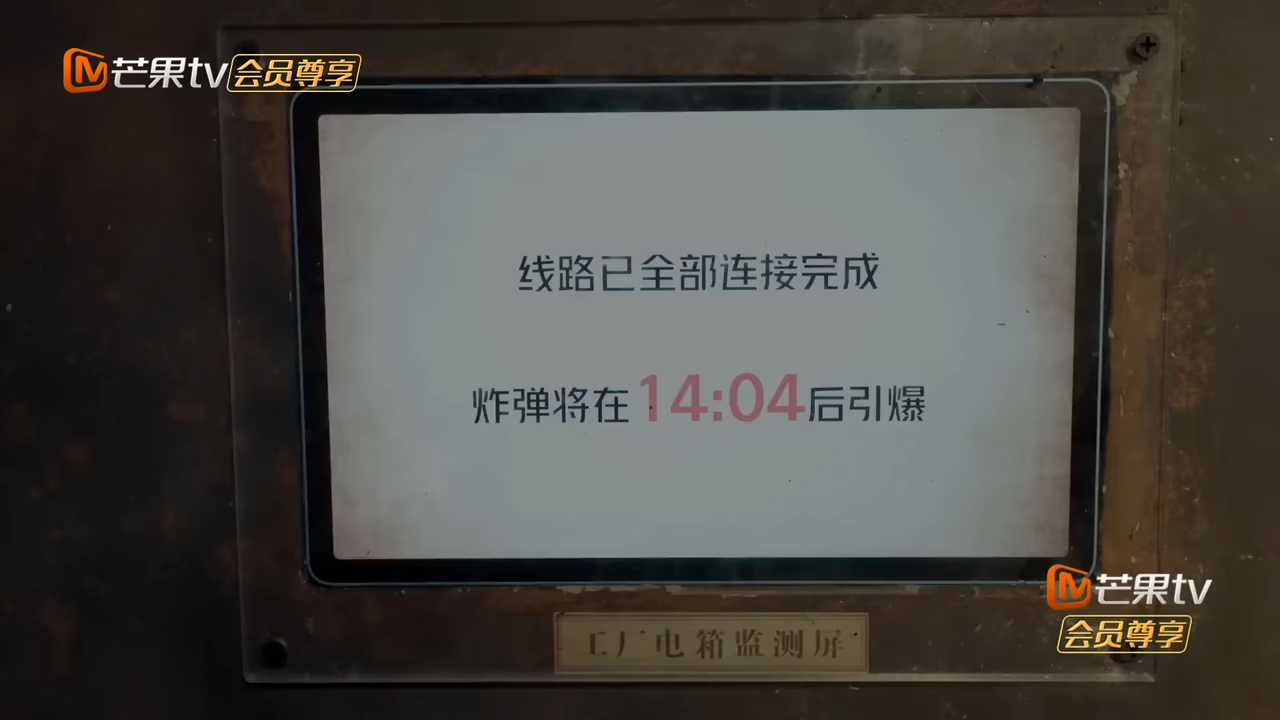 芒果tv 会员尊享
线路已全部连接完成
炸弹将在14:04后引爆
芒果tv
会员尊享
工厂电箱监测屏